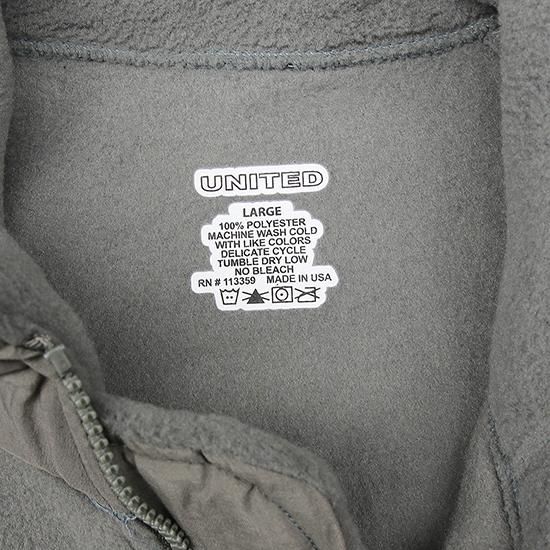 UNITED
LARGE
100% POLYESTER
MACHINE WASH COLD
WITH LIKE COLORS
DELICATE CYCLE
TUMBLE DRY LOW
NO BLEACH
RN # 113359 MADE IN USA